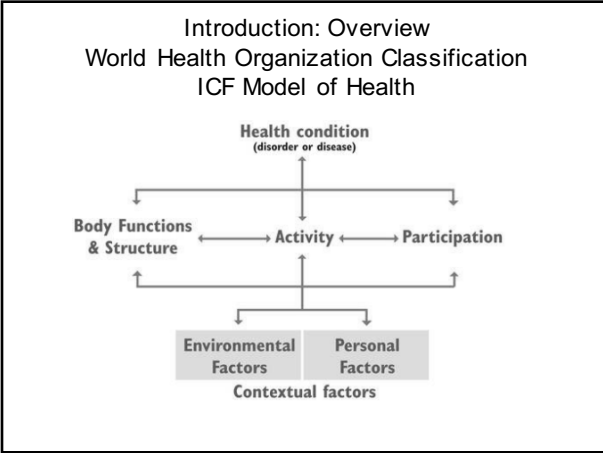 Introduction: Overview
World Health Organization Classification
ICF Model of Health
Health condition
(disorder or disease)
Body Functions
& Structure
Activity
Participation
Environmental
Factors
Personal
Factors
Contextual factors